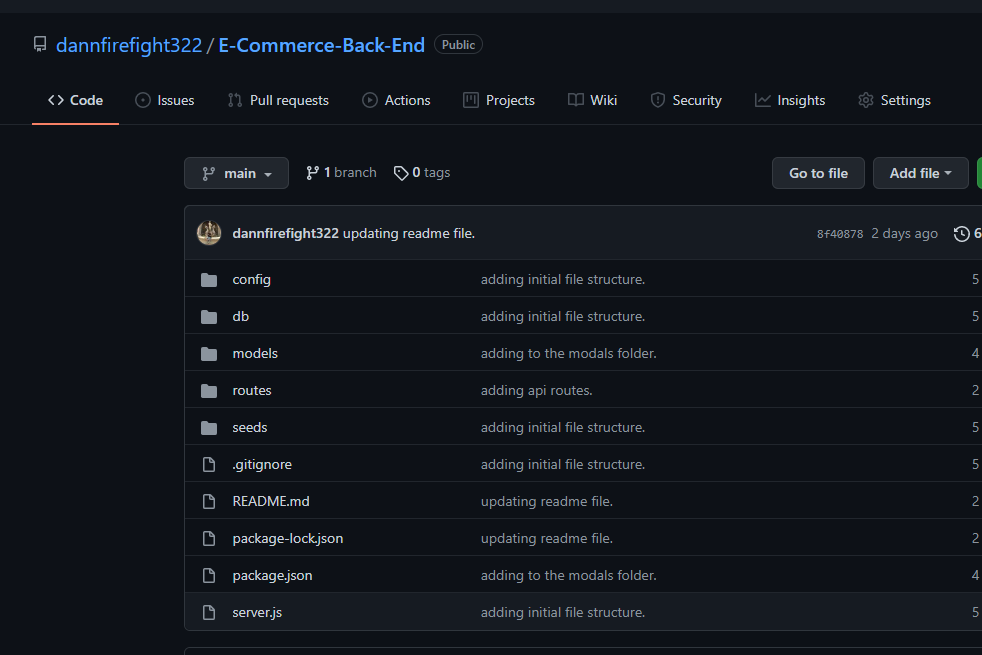 dannfirefight322 / E-Commerce-Back-End Public
Code Issues Pull requests Actions Projects Wiki Security Insights Settings
main 1 branch 0 tags Go to file Add file
dannfirefight322 updating readme file. 8f40878 2 days ago 6
config adding initial file structure. 5
db adding initial file structure. 5
models adding to the modals folder. 4
routes adding api routes. 2
seeds adding initial file structure. 5
.gitignore adding initial file structure. 5
README.md updating readme file. 2
package-lock.json updating readme file. 2
package.json adding to the modals folder. 4
server.js adding initial file structure. 5